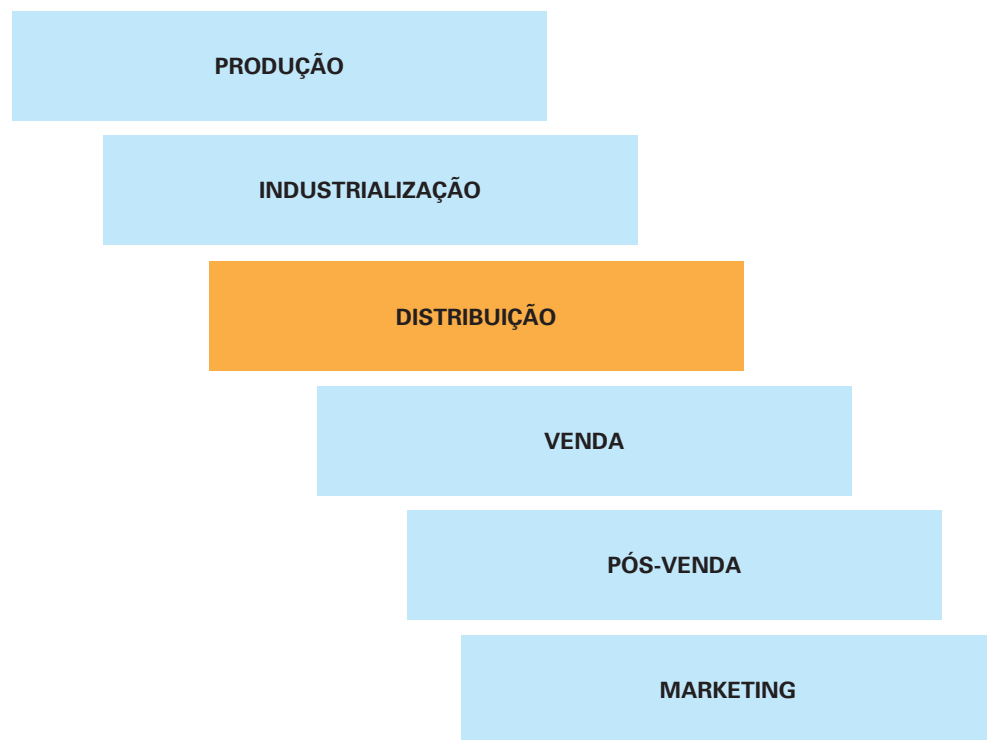 PRODUÇÃO
INDUSTRIALIZAÇÃO
DISTRIBUIÇÃO
VENDA
PÓS-VENDA
MARKETING